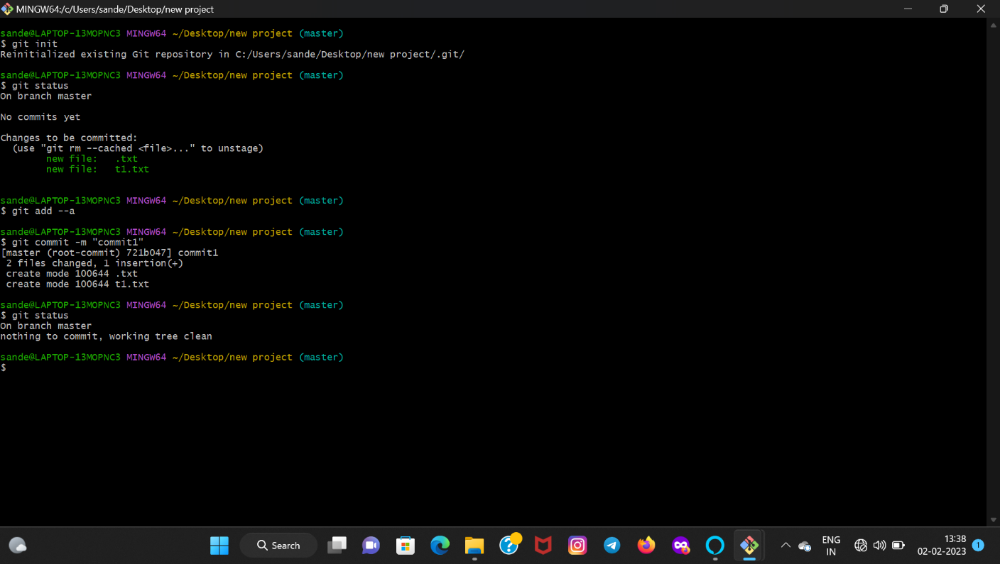 MINGW64:/c/Users/sande/Desktop/new project
sande@LAPTOP-13MOPNC3 MINGW64 ~/Desktop/new project (master)
$ git init
Reinitialized existing Git repository in C:/Users/sande/Desktop/new project/.git/
sande@LAPTOP-13MOPNC3 MINGW64 ~/Desktop/new project (master)
$ git status
On branch master
No commits yet
Changes to be committed:
  (use "git rm --cached <file>..." to unstage)
        new file:   .txt
        new file:   t1.txt
sande@LAPTOP-13MOPNC3 MINGW64 ~/Desktop/new project (master)
$ git add --a
sande@LAPTOP-13MOPNC3 MINGW64 ~/Desktop/new project (master)
$ git commit -m "commit1"
[master (root-commit) 721b047] commit1
 2 files changed, 1 insertion(+)
 create mode 100644 .txt
 create mode 100644 t1.txt
sande@LAPTOP-13MOPNC3 MINGW64 ~/Desktop/new project (master)
$ git status
On branch master
nothing to commit, working tree clean
sande@LAPTOP-13MOPNC3 MINGW64 ~/Desktop/new project (master)
$
Search
ENG
IN
13:38
02-02-2023
1